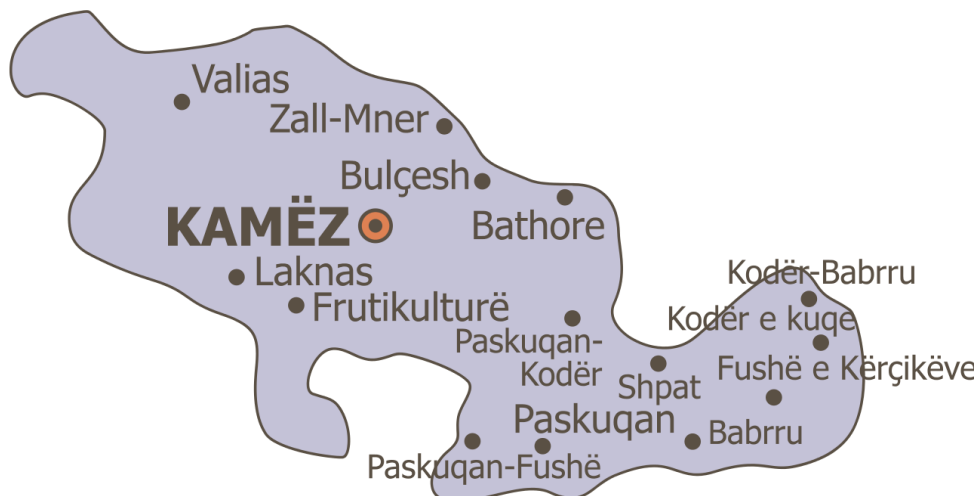 Valias
Zall-Mner
Bulçesh
KAMËZ
Bathore
Laknas
Kodër-Babrru
Frutikulturë
Kodër e kuqe
Paskuqan-
Kodër
Fushë e Kërçikëve
Shpat
Paskuqan
Babrru
Paskuqan-Fushë